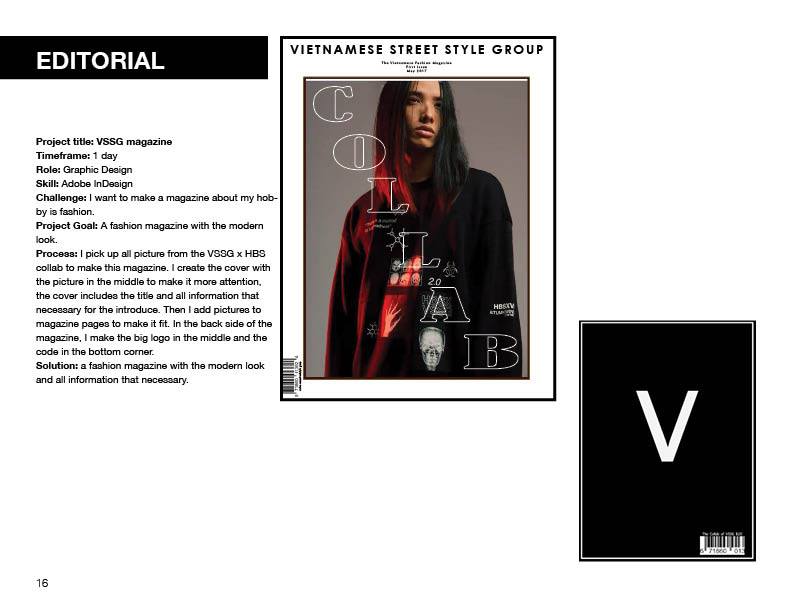 EDITORIAL
Project title: VSSG magazine
Timeframe: 1 day
Role: Graphic Design
Skill: Adobe InDesign
Challenge: I want to make a magazine about my hob-
by is fashion.
Project Goal: A fashion magazine with the modern
look.
Process: I pick up all picture from the VSSG x HBS
collab to make this magazine. I create the cover with
the picture in the middle to make it more attention,
the cover includes the title and all information that
necessary for the introduce. Then I add pictures to
magazine pages to make it fit. In the back side of the
magazine, I make the big logo in the middle and the
code in the bottom corner.
Solution: a fashion magazine with the modern look
and all information that necessary.
16
VIETNAMESE STREET STYLE GROUP
The Vietnamese Fashion Magazine
First Issue
May 2017
C
O
L
L
A
B
2.0
V